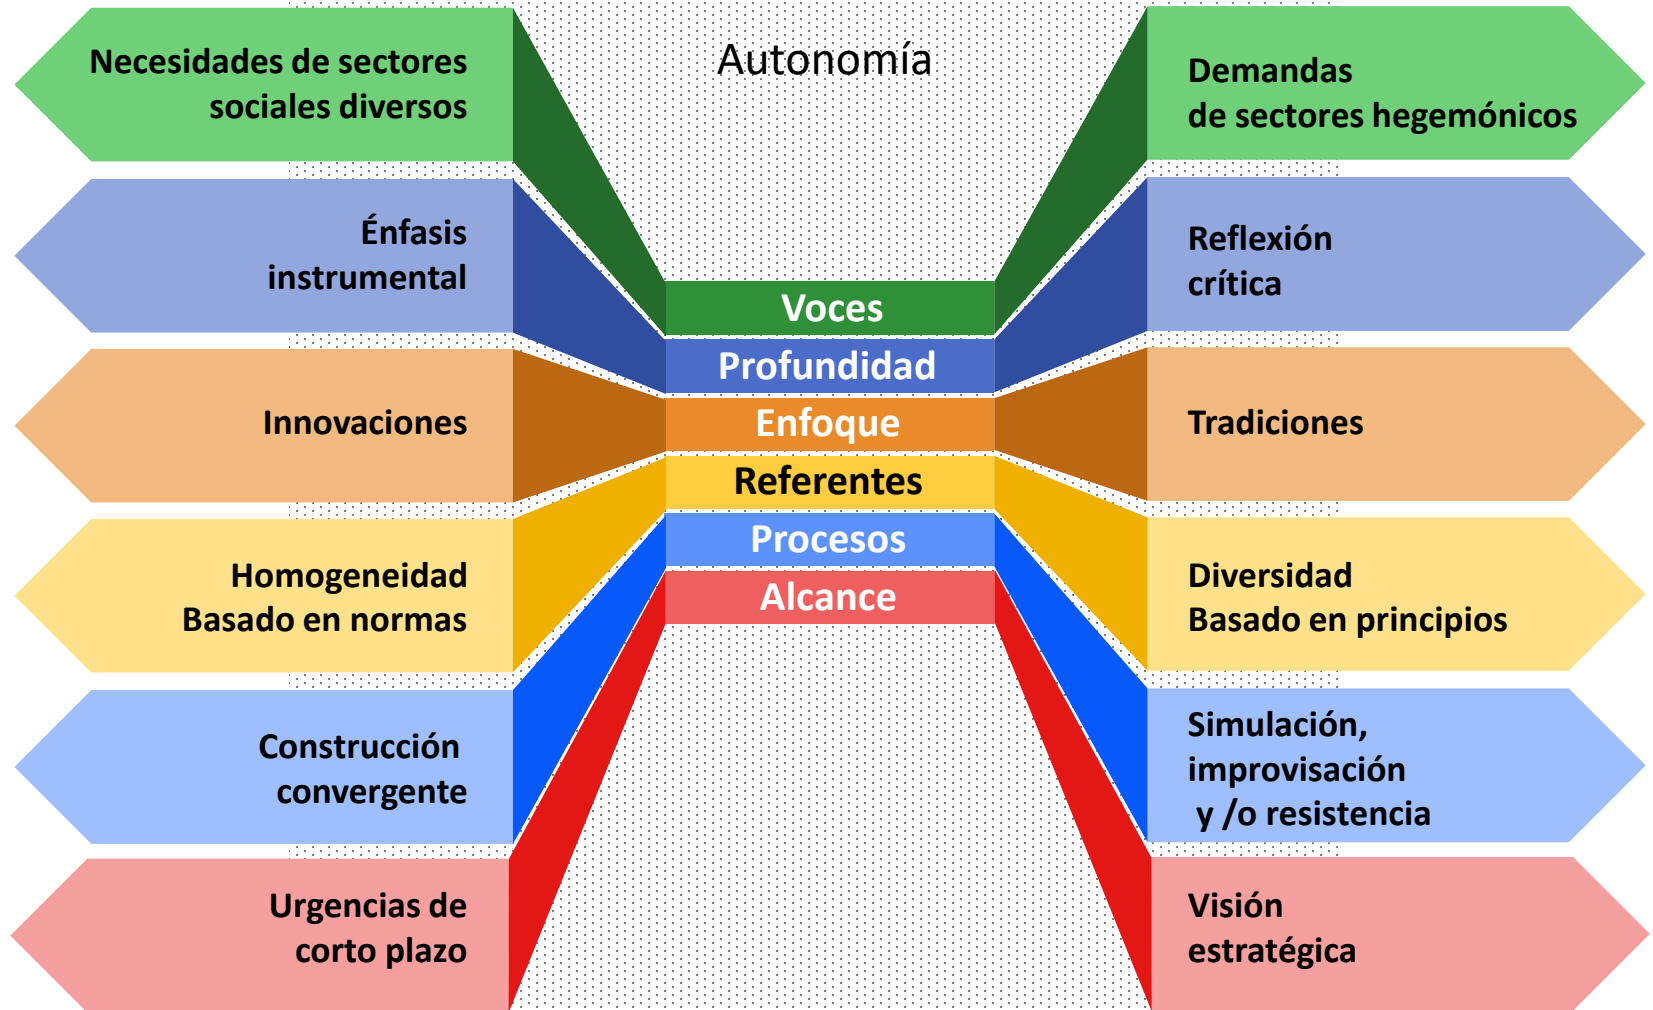 Autonomía
Necesidades de sectores
sociales diversos
Demandas
de sectores hegemónicos
Énfasis
instrumental
Reflexión
crítica
Voces
Profundidad
Enfoque
Referentes
Procesos
Alcance
Innovaciones
Tradiciones
Homogeneidad
Basado en normas
Diversidad
Basado en principios
Construcción
convergente
Simulación,
improvisación
y /o resistencia
Urgencias de
corto plazo
Visión
estratégica